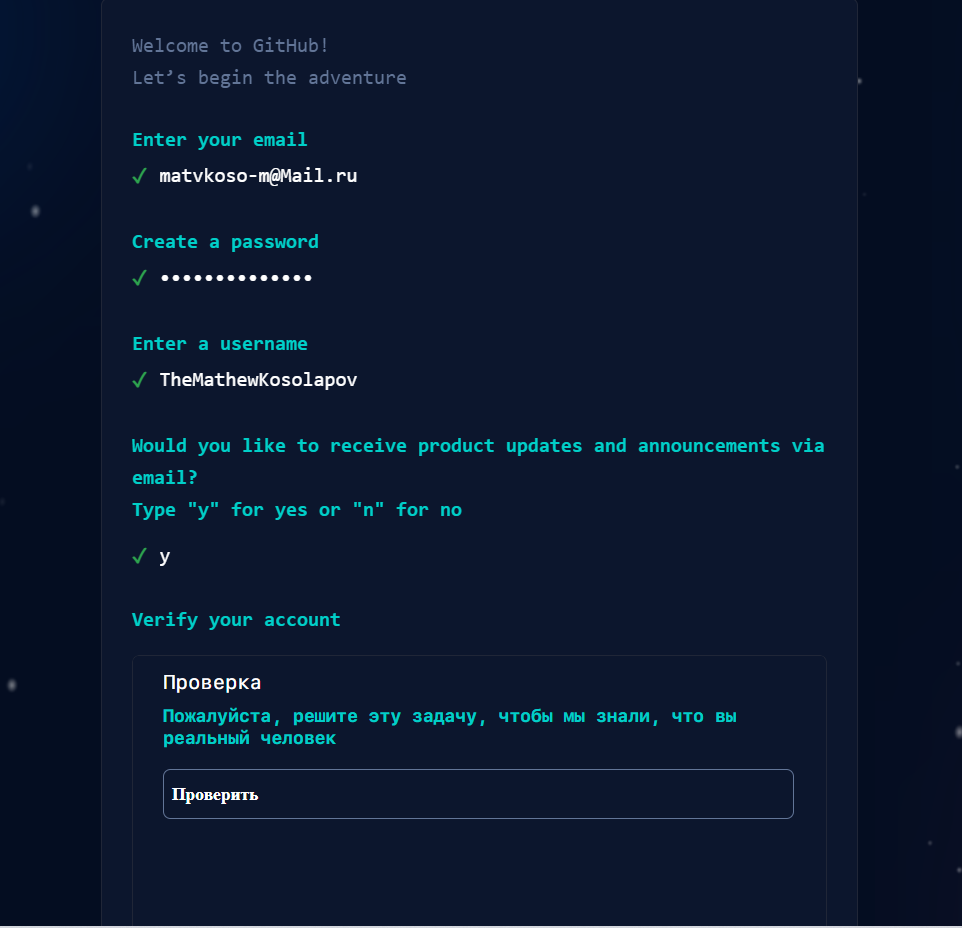 Welcome to GitHub!
Let’s begin the adventure
Enter your email
✓ matvkoso-m@Mail.ru
Create a password
✓ ••••••••••••••
Enter a username
✓ TheMathewKosolapov
Would you like to receive product updates and announcements via
email?
Type "y" for yes or "n" for no
✓ y
Verify your account
Проверка
Пожалуйста, решите эту задачу, чтобы мы знали, что вы
реальный человек
Проверить